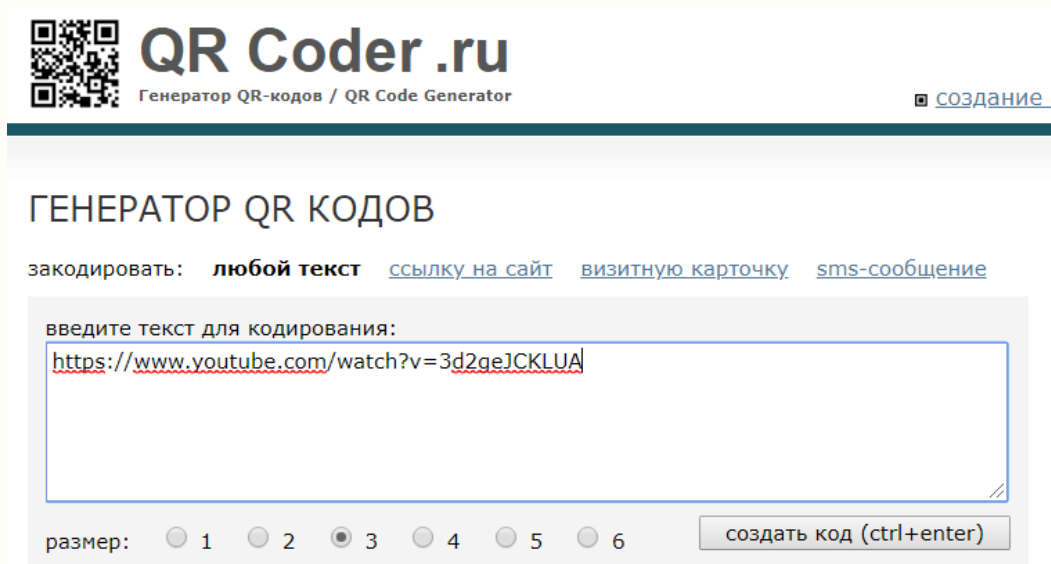 QR Coder .ru
Генератор QR-кодов / QR Code Generator
создание
ГЕНЕРАТОР QR КОДОВ
закодировать: любой текст ссылку на сайт визитную карточку sms-сообщение
введите текст для кодирования:
https://www.youtube.com/watch?v=3d2geJCKLUA
размер: 1 2 3 4 5 6 создать код (ctrl+enter)